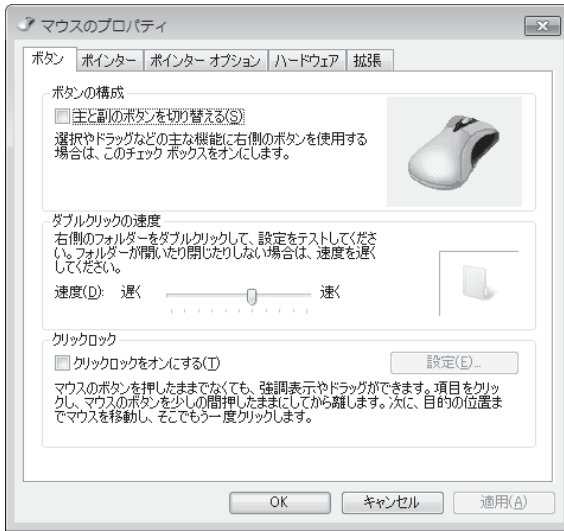 マウスのプロパティ
ボタン ポインター ポインター オプション ハードウェア 拡張
ボタンの構成
主と副のボタンを切り替える(S)
選択やドラッグなどの主な機能に右側のボタンを使用する
場合は、このチェック ボックスをオンにします。
ダブルクリックの速度
右側のフォルダーをダブルクリックして、設定をテストしてくださ
い。フォルダーが開いたり閉じたりしない場合は、速度を遅く
してください。
速度(D): 遅く 速く
クリックロック
クリックロックをオンにする(T) 設定(E)...
マウスのボタンを押したままでなくても、強調表示やドラッグができます。項目をクリッ
クし、マウスのボタンを少しの間押したままにしてから離します。次に、目的の位置ま
でマウスを移動し、そこでもう一度クリックします。
OK キャンセル 適用(A)